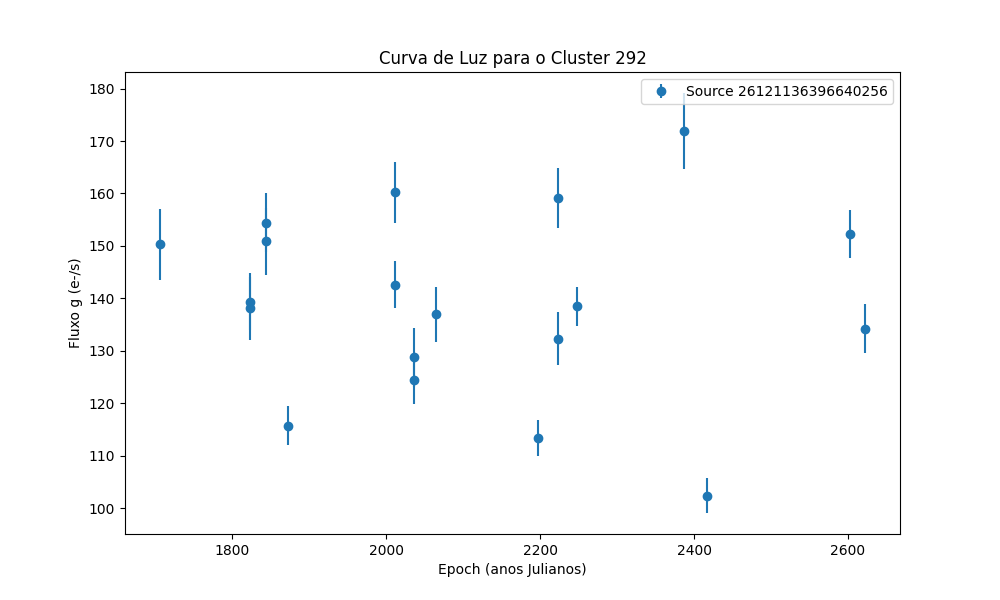 Curva de Luz para o Cluster 292
Source 26121136396640256
Fluxo g (e-/s)
180
170
160
150
140
130
120
110
100
1800 2000 2200 2400 2600
Epoch (anos Julianos)